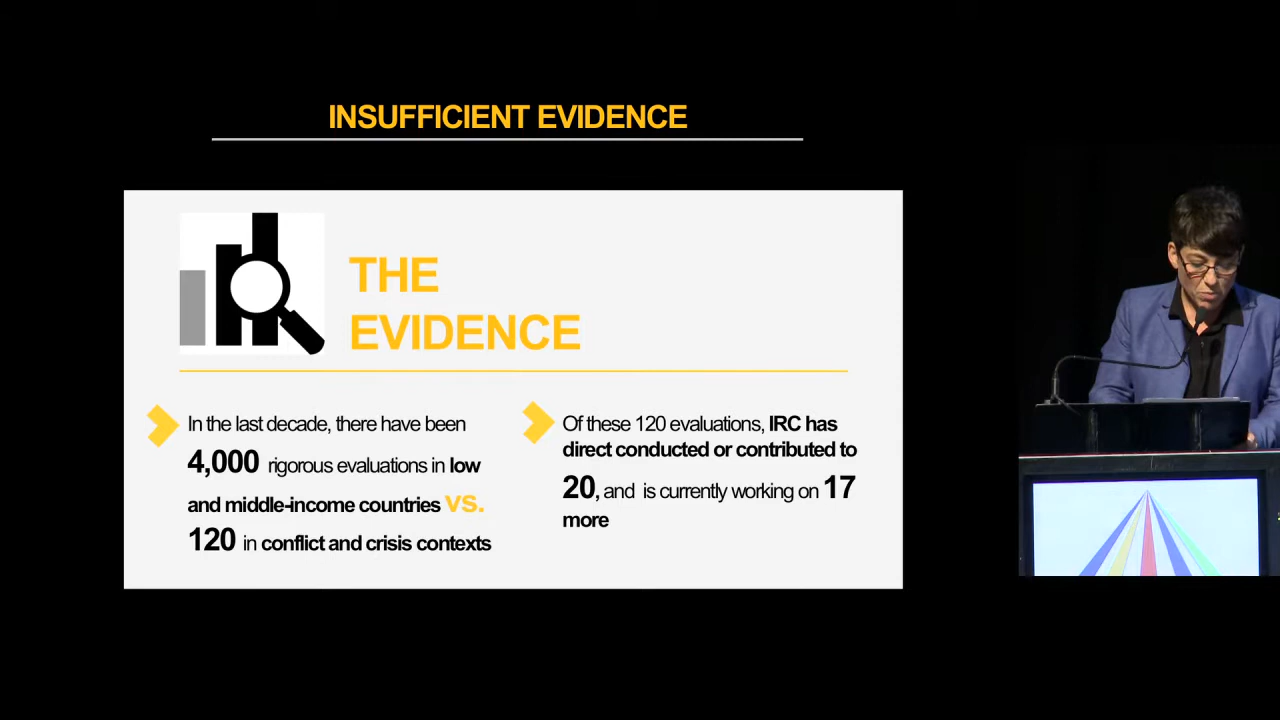 INSUFFICIENT EVIDENCE
THE
EVIDENCE
In the last decade, there have been
4,000 rigorous evaluations in low
and middle-income countries vs.
120 in conflict and crisis contexts
Of these 120 evaluations, IRC has
direct conducted or contributed to
20, and is currently working on 17
more